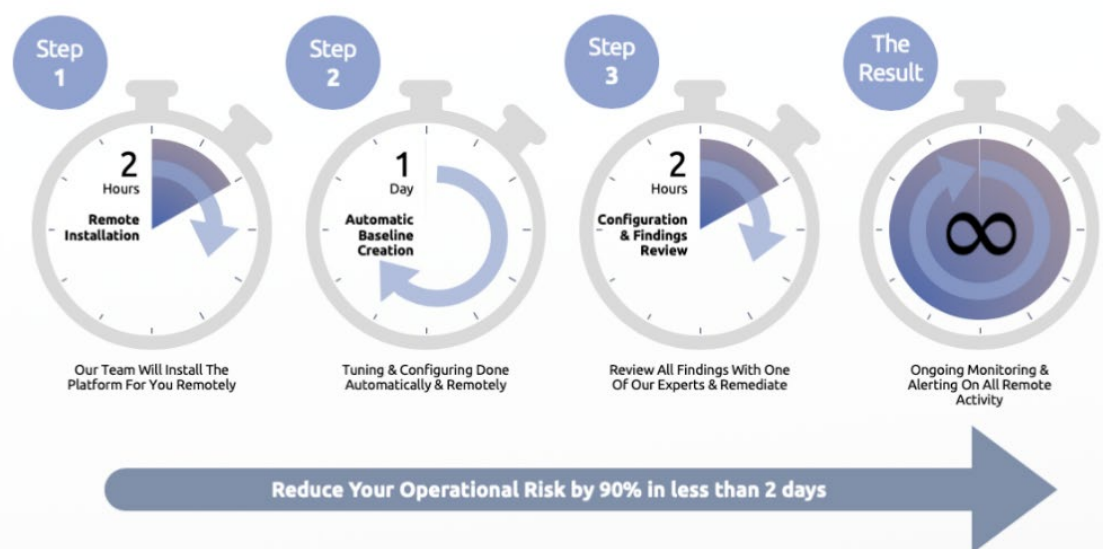 Step
1
2
Hours
Remote
Installation
Our Team Will Install The
Platform For You Remotely
Step
2
1
Day
Automatic
Baseline
Creation
Tuning & Configuring Done
Automatically & Remotely
Step
3
2
Hours
Configuration
& Findings
Review
Review All Findings With One
Of Our Experts & Remediate
The
Result
∞
Ongoing Monitoring &
Alerting On All Remote
Activity
Reduce Your Operational Risk by 90% in less than 2 days